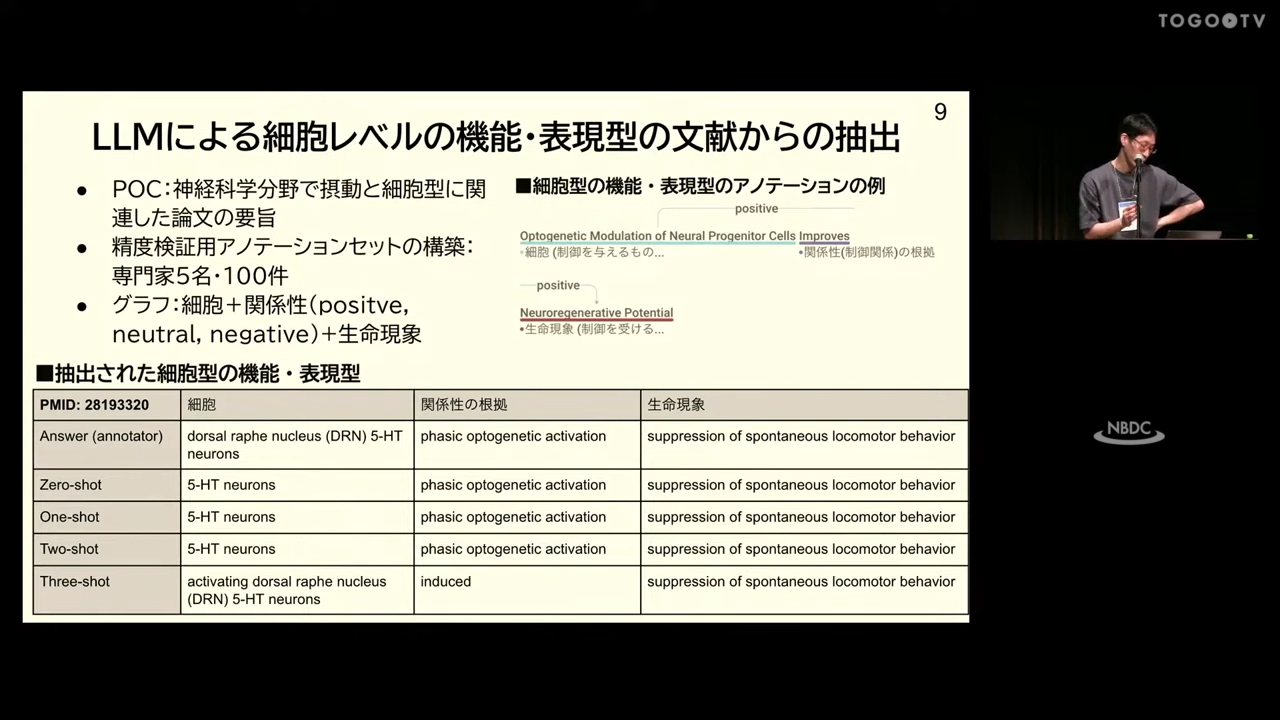 TOGOTV
9
LLMによる細胞レベルの機能・表現型の文献からの抽出
● POC：神経科学分野で摂動と細胞型に関
連した論文の要旨
● 精度検証用アノテーションセットの構築：
専門家5名・100件
● グラフ：細胞＋関係性（positve,
neutral, negative）＋生命現象
■細胞型の機能・表現型のアノテーションの例
positive
Optogenetic Modulation of Neural Progenitor Cells Improves
•細胞 (制御を与えるもの... •関係性(制御関係)の根拠
positive
Neuroregenerative Potential
•生命現象 (制御を受ける...
■抽出された細胞型の機能・表現型
PMID: 28193320 細胞 関係性の根拠 生命現象
Answer (annotator) dorsal raphe nucleus (DRN) 5-HT phasic optogenetic activation suppression of spontaneous locomotor behavior
neurons
Zero-shot 5-HT neurons phasic optogenetic activation suppression of spontaneous locomotor behavior
One-shot 5-HT neurons phasic optogenetic activation suppression of spontaneous locomotor behavior
Two-shot 5-HT neurons phasic optogenetic activation suppression of spontaneous locomotor behavior
Three-shot activating dorsal raphe nucleus induced suppression of spontaneous locomotor behavior
(DRN) 5-HT neurons
NBDC